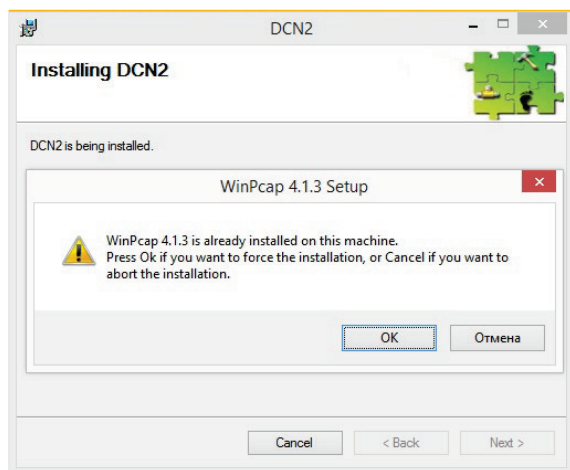 DCN2
Installing DCN2
DCN2 is being installed.
WinPcap 4.1.3 Setup
WinPcap 4.1.3 is already installed on this machine.
Press Ok if you want to force the installation, or Cancel if you want to
abort the installation.
OK
Отмена
Cancel
< Back
Next >